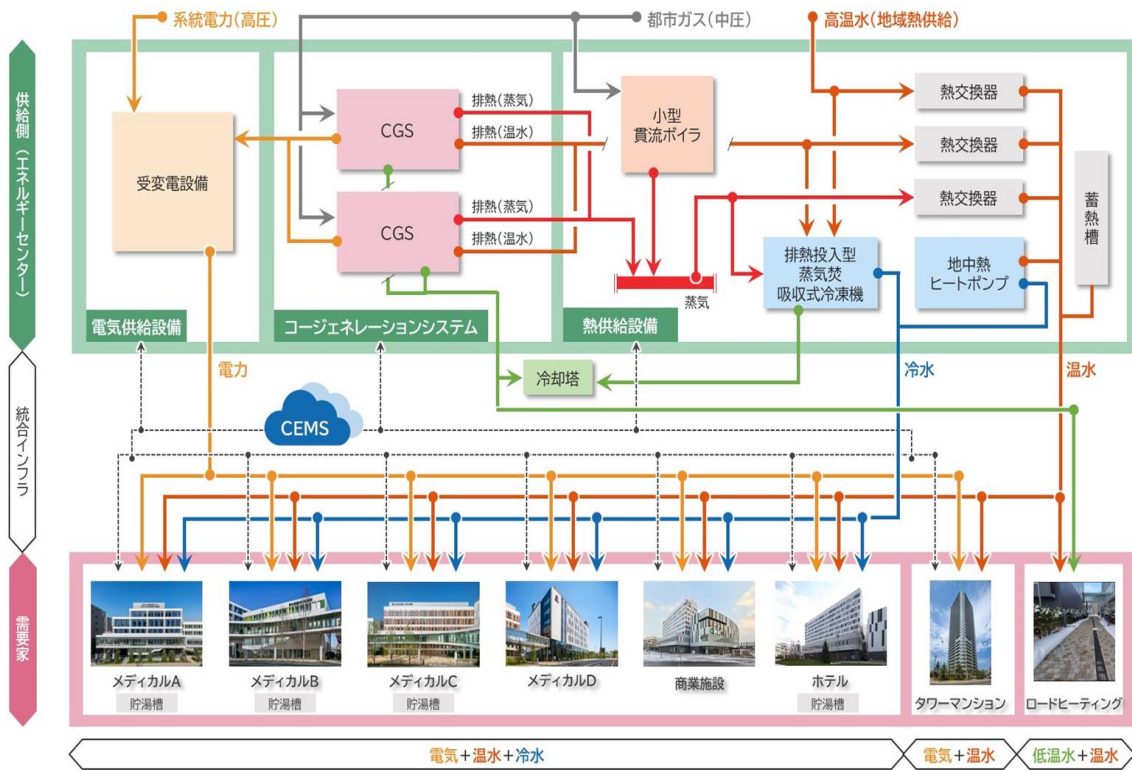 系統電力(高圧)
都市ガス(中圧)
高温水(地域熱供給)
供給側(エネルギーセンター)
統合インフラ
需要家
受変電設備
電気供給設備
CGS
CGS
排熱(蒸気)
排熱(温水)
排熱(蒸気)
排熱(温水)
コージェネレーションシステム
小型
貫流ボイラ
蒸気
熱供給設備
熱交換器
熱交換器
熱交換器
排熱投入型
蒸気焚
吸収式冷凍機
地中熱
ヒートポンプ
蓄熱槽
電力
冷却塔
冷水
温水
CEMS
メディカルA
貯湯槽
メディカルB
貯湯槽
メディカルC
貯湯槽
メディカルD
商業施設
ホテル
貯湯槽
タワーマンション
ロードヒーティング
電気+温水+冷水
電気+温水
低温水+温水